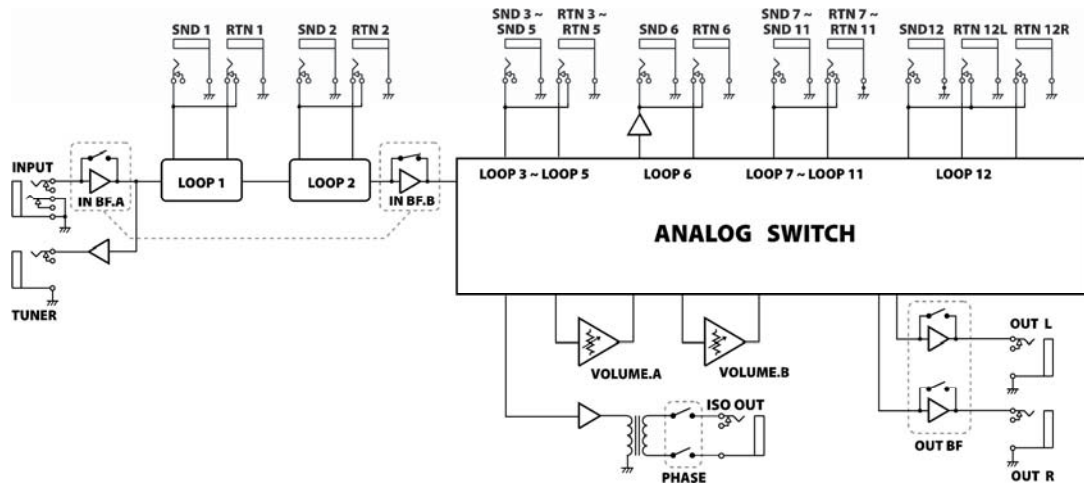 SND 1 RTN 1 SND 2 RTN 2 SND 3 ~ RTN 3 ~ SND 6 RTN 6 SND 7 ~ RTN 7 ~ SND12 RTN 12L RTN 12R
SND 5 RTN 5 SND 11 RTN 11
INPUT
LOOP 1
LOOP 2
LOOP 3 ~ LOOP 5
LOOP 6
LOOP 7 ~ LOOP 11
LOOP 12
IN BF.A
IN BF.B
ANALOG SWITCH
TUNER
VOLUME.A
VOLUME.B
OUT L
ISO OUT
PHASE
OUT BF
OUT R